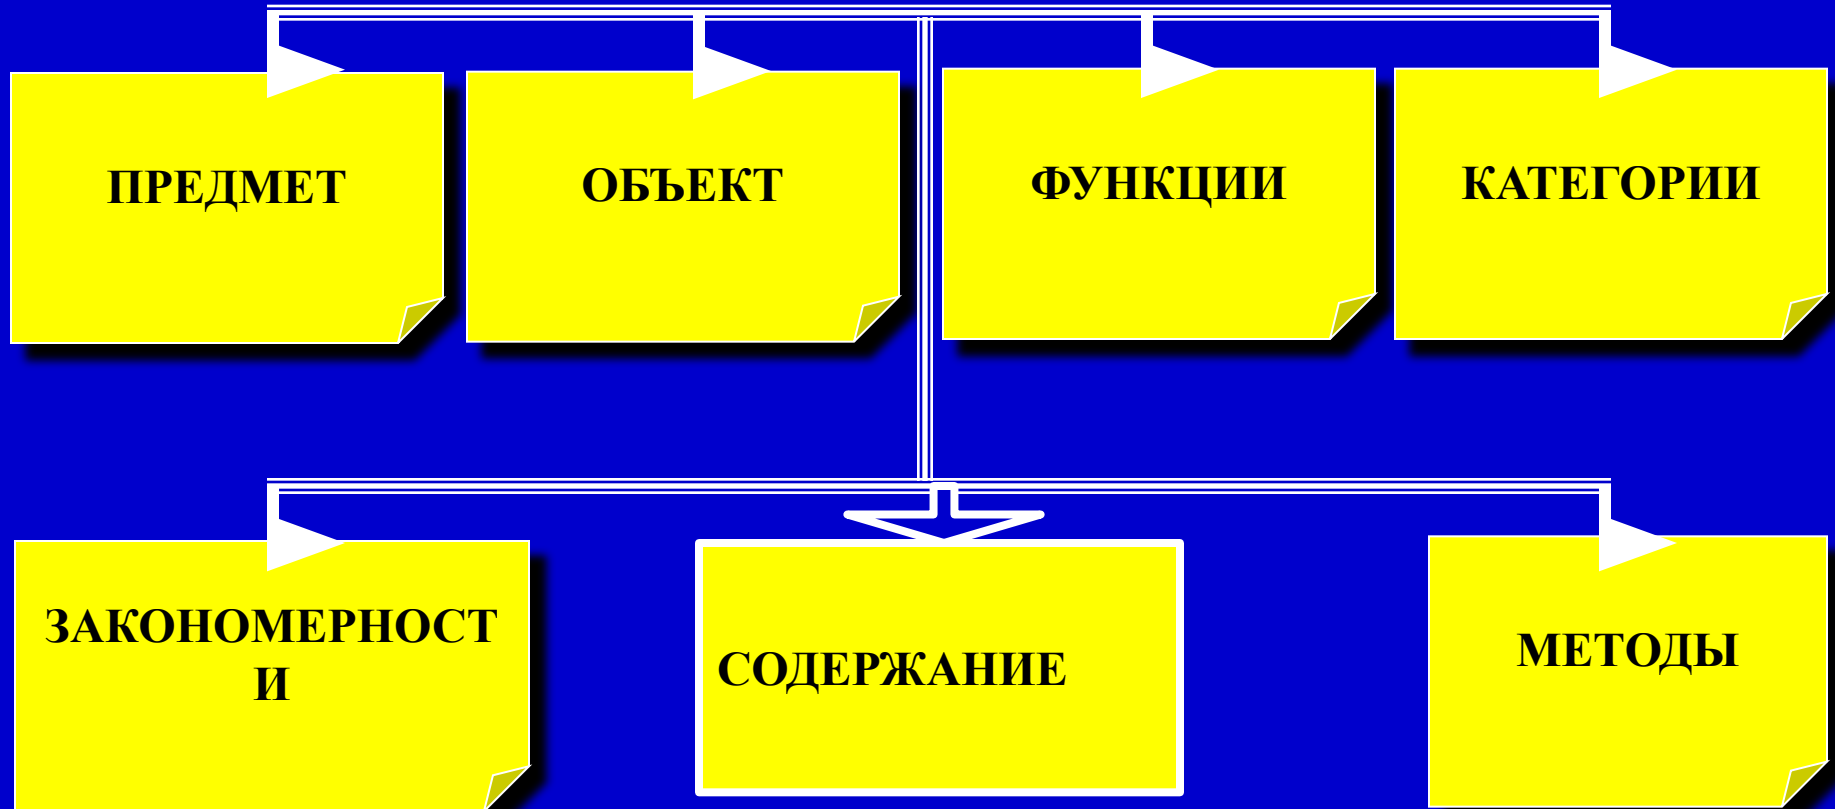 ПРЕДМЕТ
ОБЪЕКТ
ФУНКЦИИ
КАТЕГОРИИ
ЗАКОНОМЕРНОСТ
И
СОДЕРЖАНИЕ
МЕТОДЫ